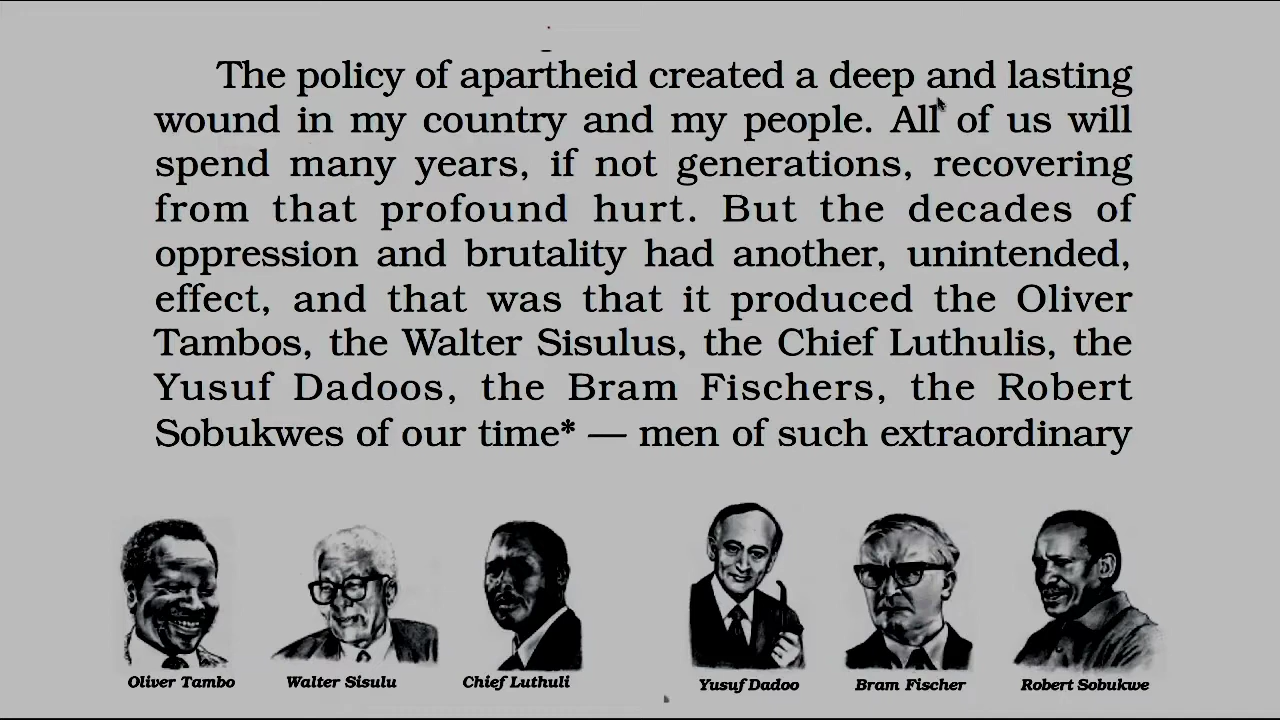 The policy of apartheid created a deep and lasting
wound in my country and my people. All of us will
spend many years, if not generations, recovering
from that profound hurt. But the decades of
oppression and brutality had another, unintended,
effect, and that was that it produced the Oliver
Tambos, the Walter Sisulus, the Chief Luthulis, the
Yusuf Dadoos, the Bram Fischers, the Robert
Sobukwes of our time* — men of such extraordinary
Oliver Tambo
Walter Sisulu
Chief Luthuli
Yusuf Dadoo
Bram Fischer
Robert Sobukwe